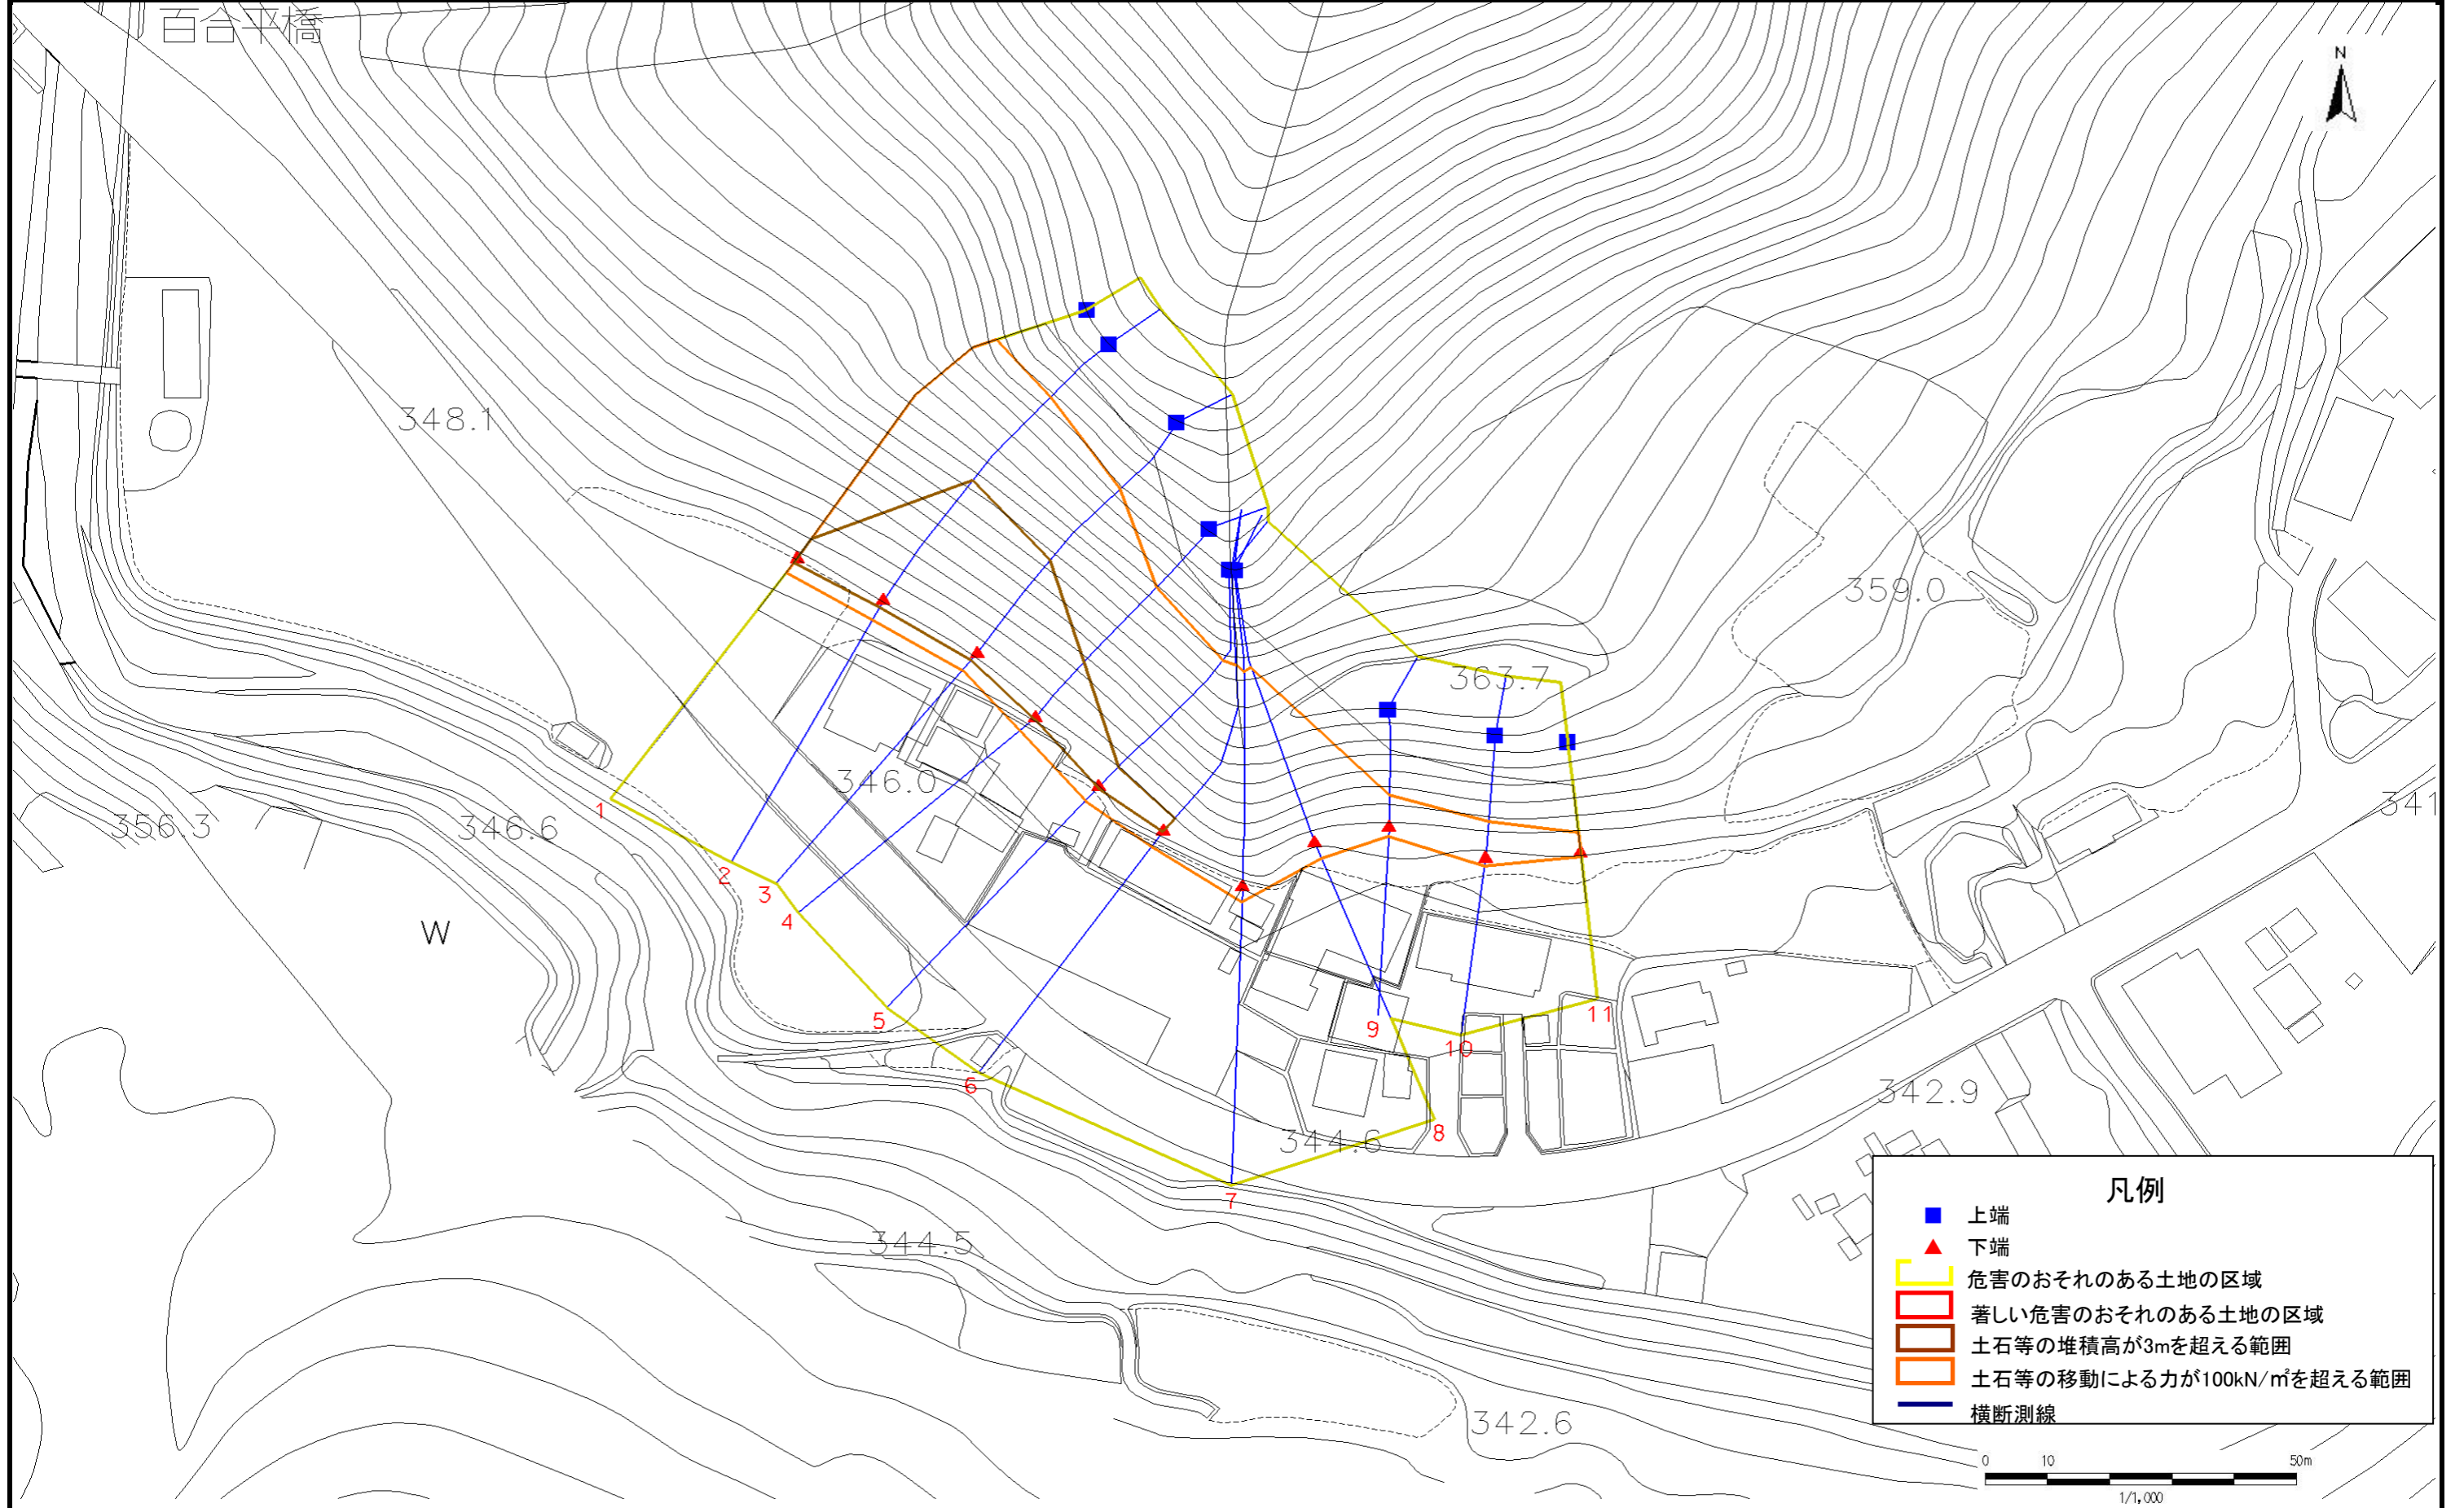 百合平橋
N
348.1
359.0
363.7
346.0
1
356.3
346.6
341
2
3
4
W
5
9
11
10
6
342.9
8
344.6
7
344.5
342.6
凡例
上端
下端
危害のおそれのある土地の区域
著しい危害のおそれのある土地の区域
土石等の堆積高が3mを超える範囲
土石等の移動による力が100kN/㎡を超える範囲
横断測線
0 10 50m
1/1,000